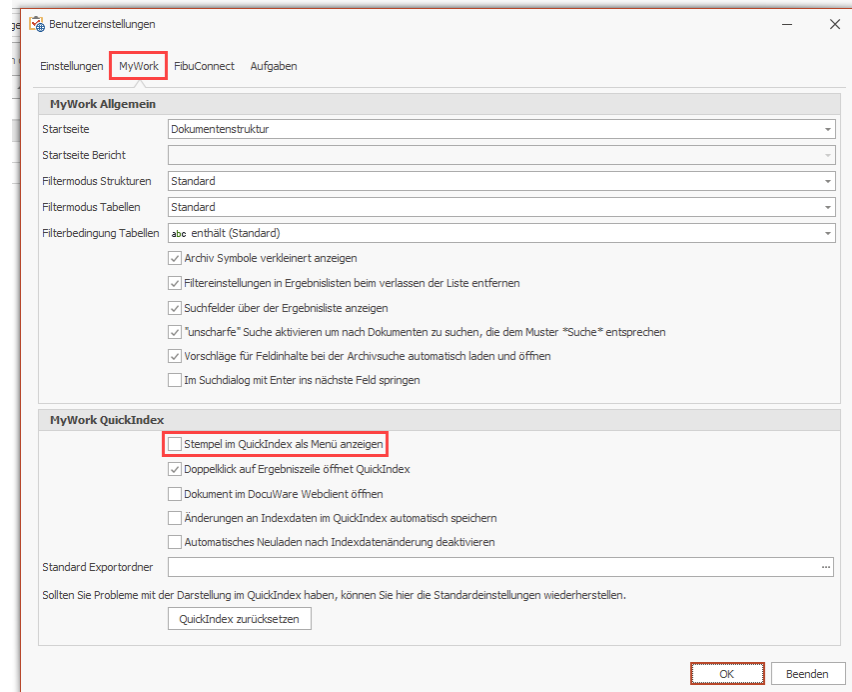 Benutzereinstellungen
Einstellungen MyWork FibuConnect Aufgaben
MyWork Allgemein
Startseite Dokumentenstruktur
Startseite Bericht
Filtermodus Strukturen Standard
Filtermodus Tabellen Standard
Filterbedingung Tabellen abc enthält (Standard)
Archiv Symbole verkleinert anzeigen
Filtereinstellungen in Ergebnislisten beim verlassen der Liste entfernen
Suchfelder über der Ergebnisliste anzeigen
"unscharfe" Suche aktivieren um nach Dokumenten zu suchen, die dem Muster *Suche* entsprechen
Vorschläge für Feldinhalte bei der Archivsuche automatisch laden und öffnen
Im Suchdialog mit Enter ins nächste Feld springen
MyWork QuickIndex
Stempel im QuickIndex als Menü anzeigen
Doppelklick auf Ergebniszeile öffnet QuickIndex
Dokument im DocuWare Webclient öffnen
Änderungen an Indexdaten im QuickIndex automatisch speichern
Automatisches Neuladen nach Indexdatenänderung deaktivieren
Standard Exportordner ...
Sollten Sie Probleme mit der Darstellung im QuickIndex haben, können Sie hier die Standardeinstellungen wiederherstellen.
QuickIndex zurücksetzen
OK Beenden